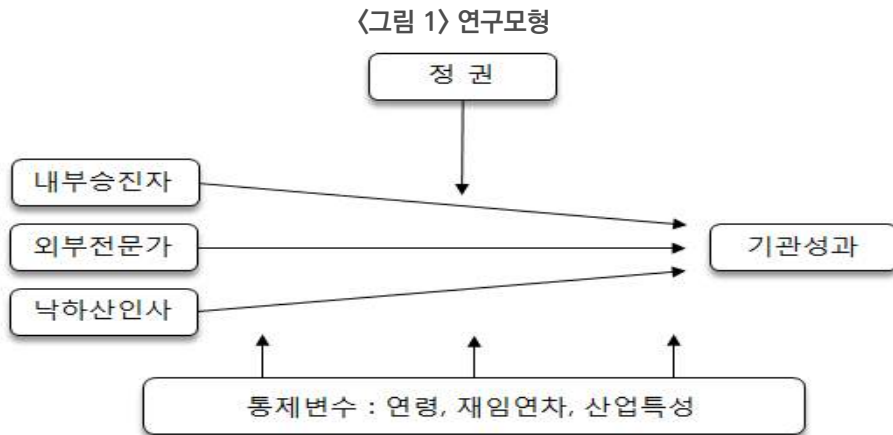 <그림 1> 연구모형
정 권
내부승진자
외부전문가
기관성과
낙하산인사
통제변수 : 연령, 재임연차, 산업특성